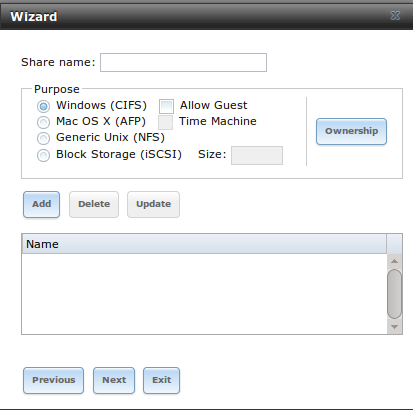 Wizard
Share name:
Purpose
Windows (CIFS) Allow Guest
Mac OS X (AFP) Time Machine
Generic Unix (NFS)
Block Storage (iSCSI) Size:
Ownership
Add Delete Update
Name
Previous Next Exit